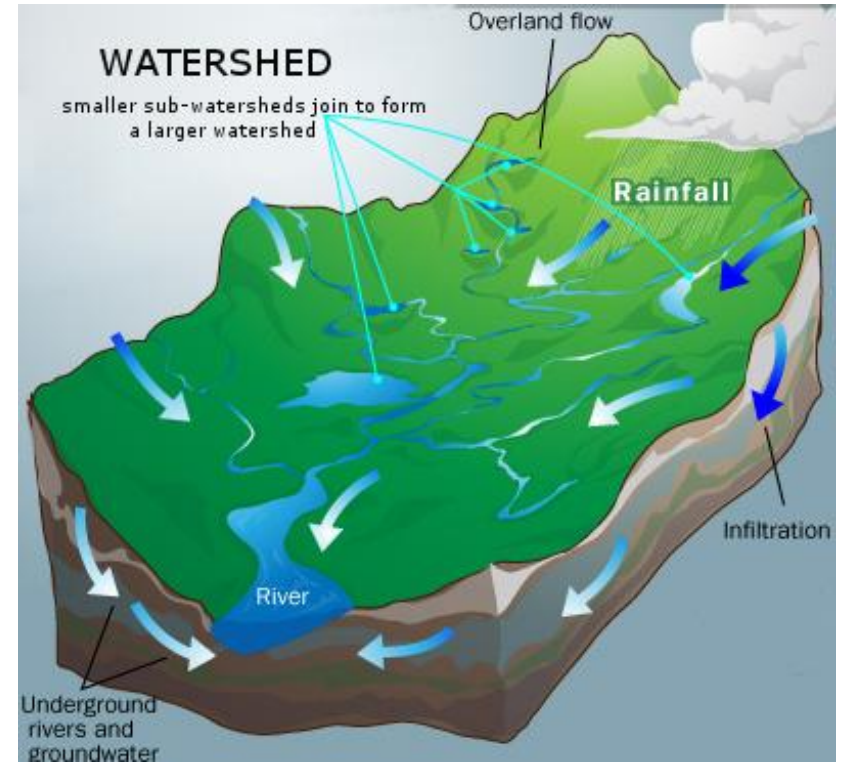 Overland flow
WATERSHED
smaller sub-watersheds join to form
a larger watershed
Rainfall
Infiltration
River
Underground
rivers and
groundwater